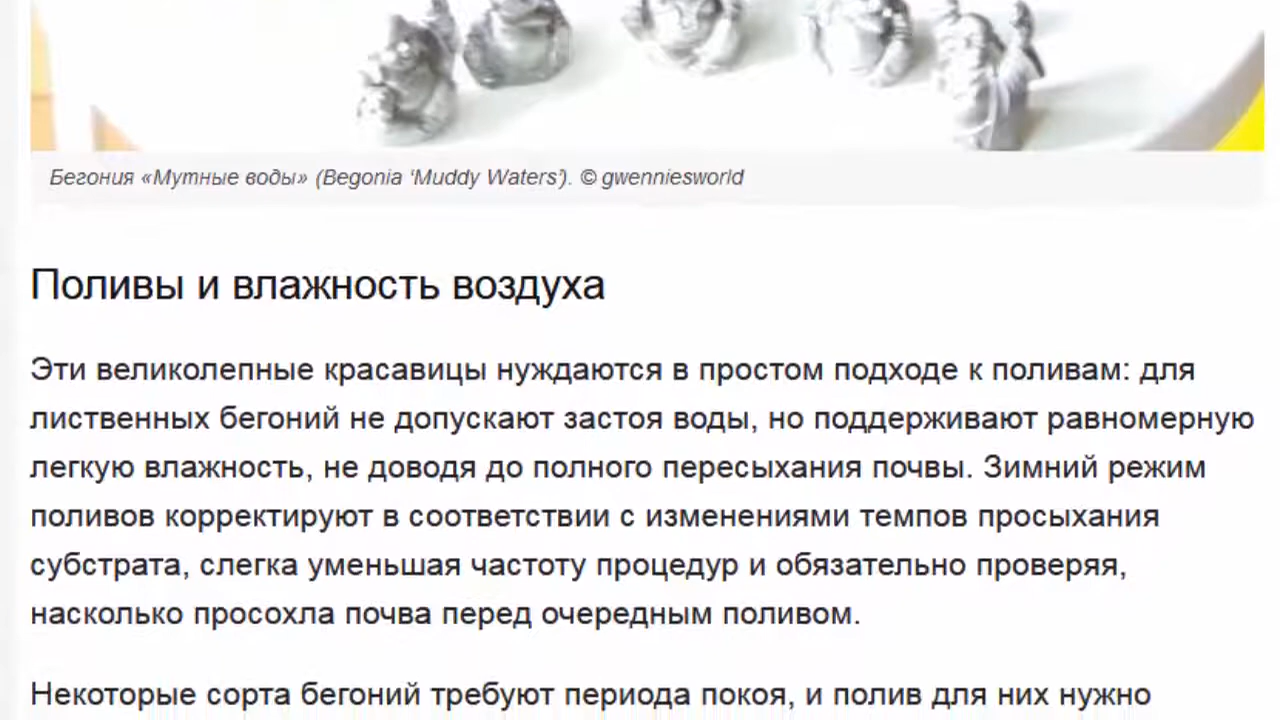 Бегония «Мутные воды» (Begonia ‘Muddy Waters’). © gwenniesworld
Поливы и влажность воздуха
Эти великолепные красавицы нуждаются в простом подходе к поливам: для
лиственных бегоний не допускают застоя воды, но поддерживают равномерную
легкую влажность, не доводя до полного пересыхания почвы. Зимний режим
поливов корректируют в соответствии с изменениями темпов просыхания
субстрата, слегка уменьшая частоту процедур и обязательно проверяя,
насколько просохла почва перед очередным поливом.
Некоторые сорта бегоний требуют периода покоя, и полив для них нужно